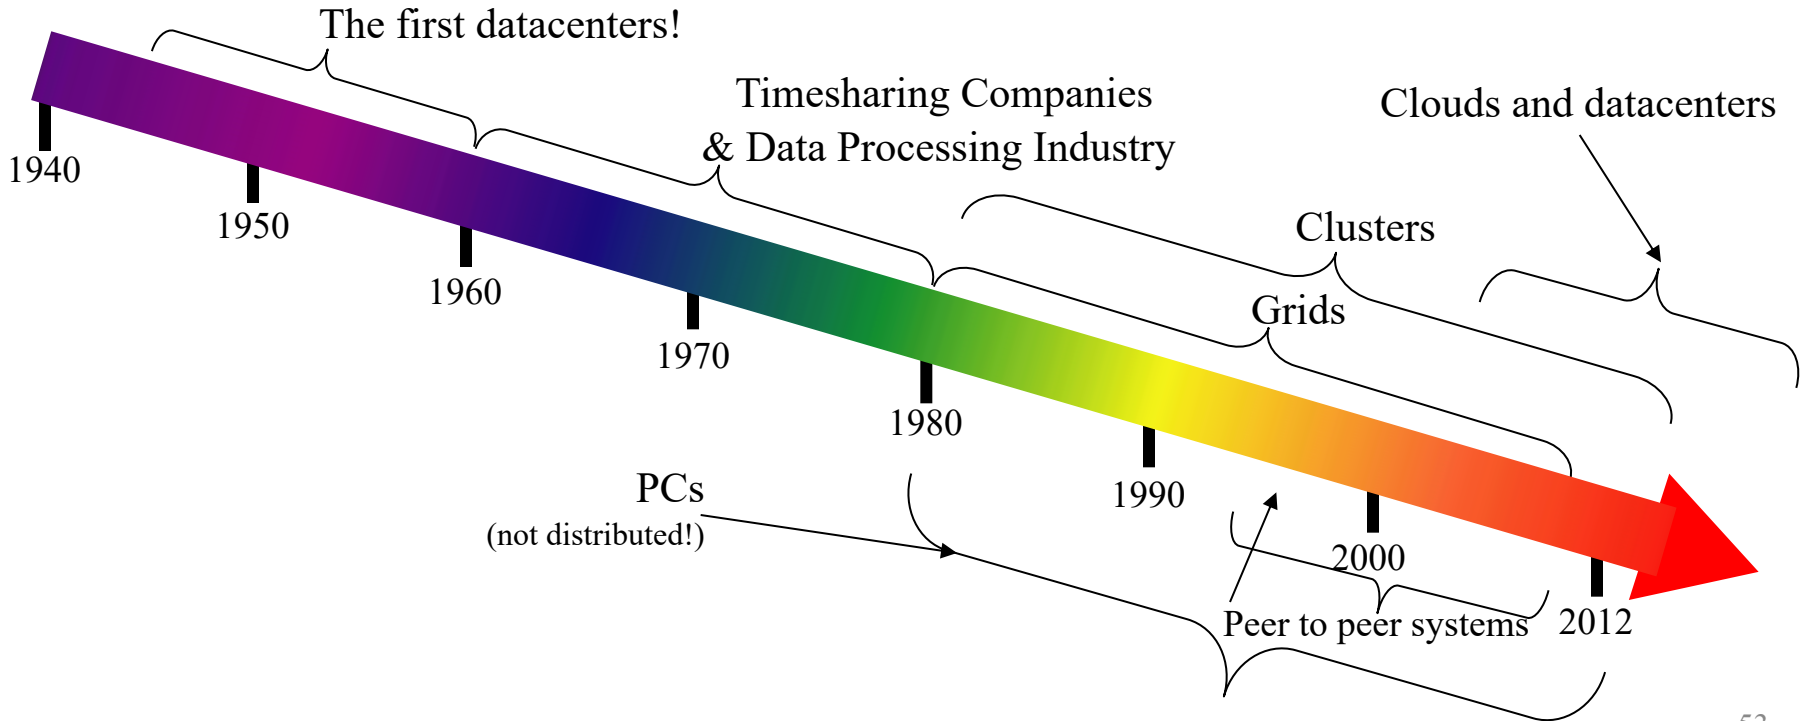 The first datacenters!
Timesharing Companies
& Data Processing Industry
Clouds and datacenters
Clusters
Grids
1940
1950
1960
1970
1980
1990
2000
2012
PCs
(not distributed!)
Peer to peer systems